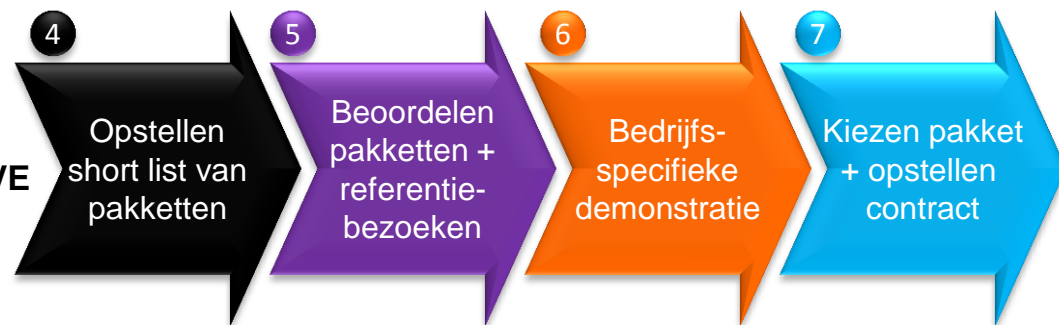 4
Opstellen
short list van
pakketten
5
Beoordelen
pakketten +
referentie-
bezoeken
6
Bedrijfs-
specifieke
demonstratie
7
Kiezen pakket
+ opstellen
contract